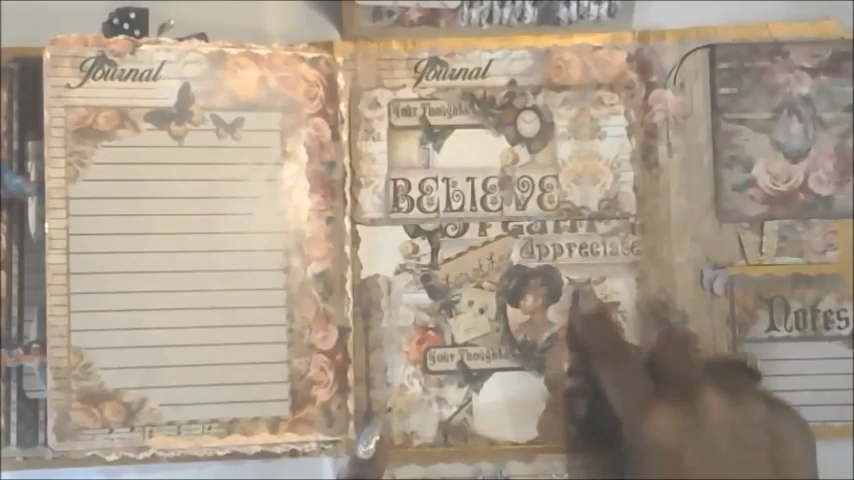 Journal
Journal
Your Thoughts
BELIEVE
Appreciate
Your Thoughts
Notes